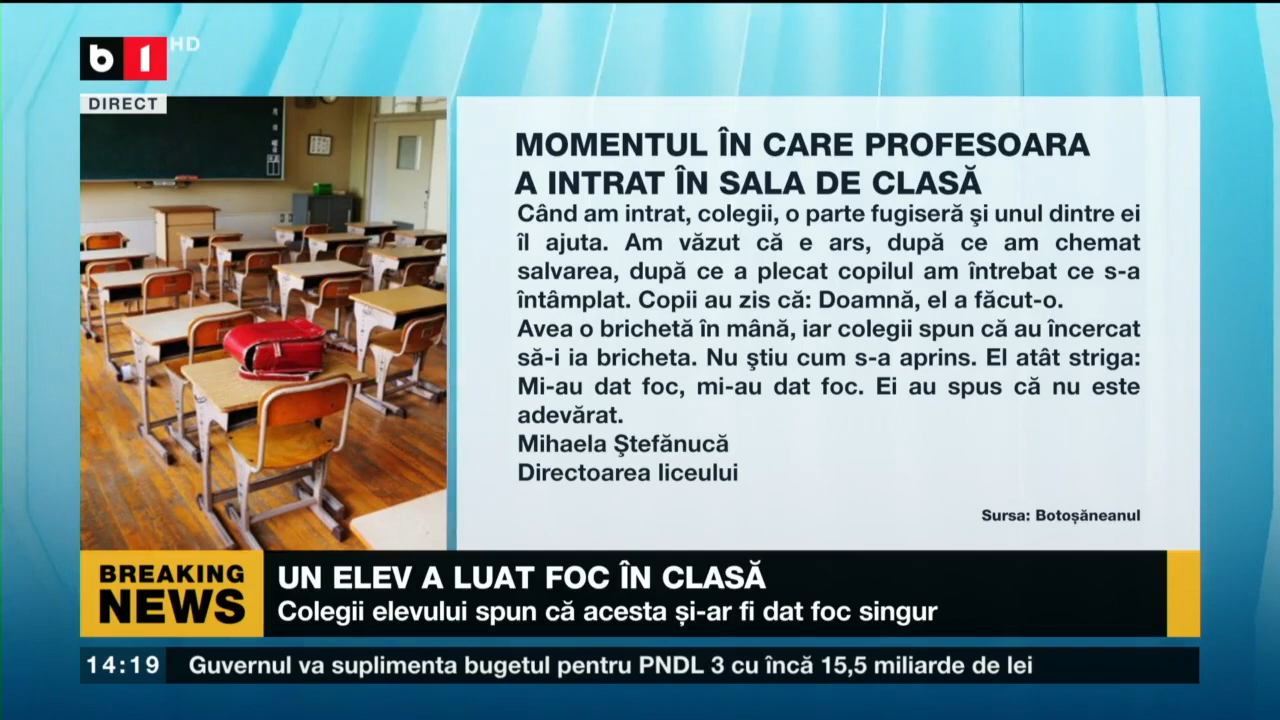 b1 HD
DIRECT
MOMENTUL ÎN CARE PROFESOARA
A INTRAT ÎN SALA DE CLASĂ
Când am intrat, colegii, o parte fugiseră şi unul dintre ei
îl ajuta. Am văzut că e ars, după ce am chemat
salvarea, după ce a plecat copilul am întrebat ce s-a
întâmplat. Copii au zis că: Doamnă, el a făcut-o.
Avea o brichetă în mână, iar colegii spun că au încercat
să-i ia bricheta. Nu ştiu cum s-a aprins. El atât striga:
Mi-au dat foc, mi-au dat foc. Ei au spus că nu este
adevărat.
Mihaela Ştefănucă
Directoarea liceului
Sursa: Botoșăneanul
BREAKING
NEWS
UN ELEV A LUAT FOC ÎN CLASĂ
Colegii elevului spun că acesta și-ar fi dat foc singur
14:19 Guvernul va suplimenta bugetul pentru PNDL 3 cu încă 15,5 miliarde de lei